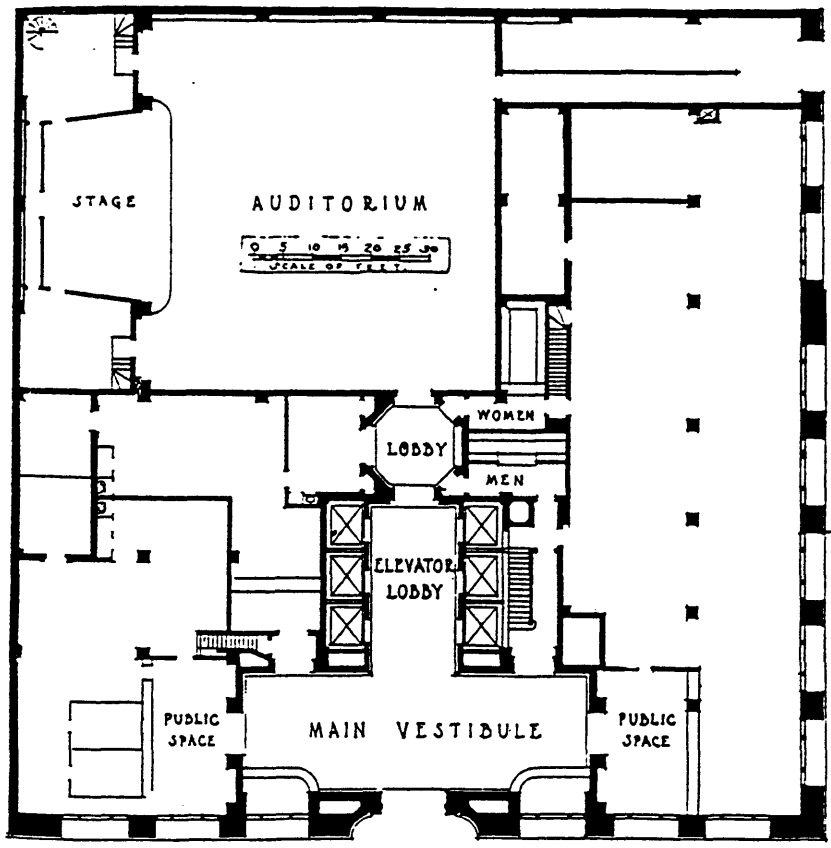 STAGE
AUDITORIUM
0 5 10 15 20 25 30
SCALE OF FEET.
WOMEN
LOBBY
MEN
ELEVATOR
LOBBY
PUBLIC
SPACE
MAIN VESTIBULE
PUBLIC
SPACE